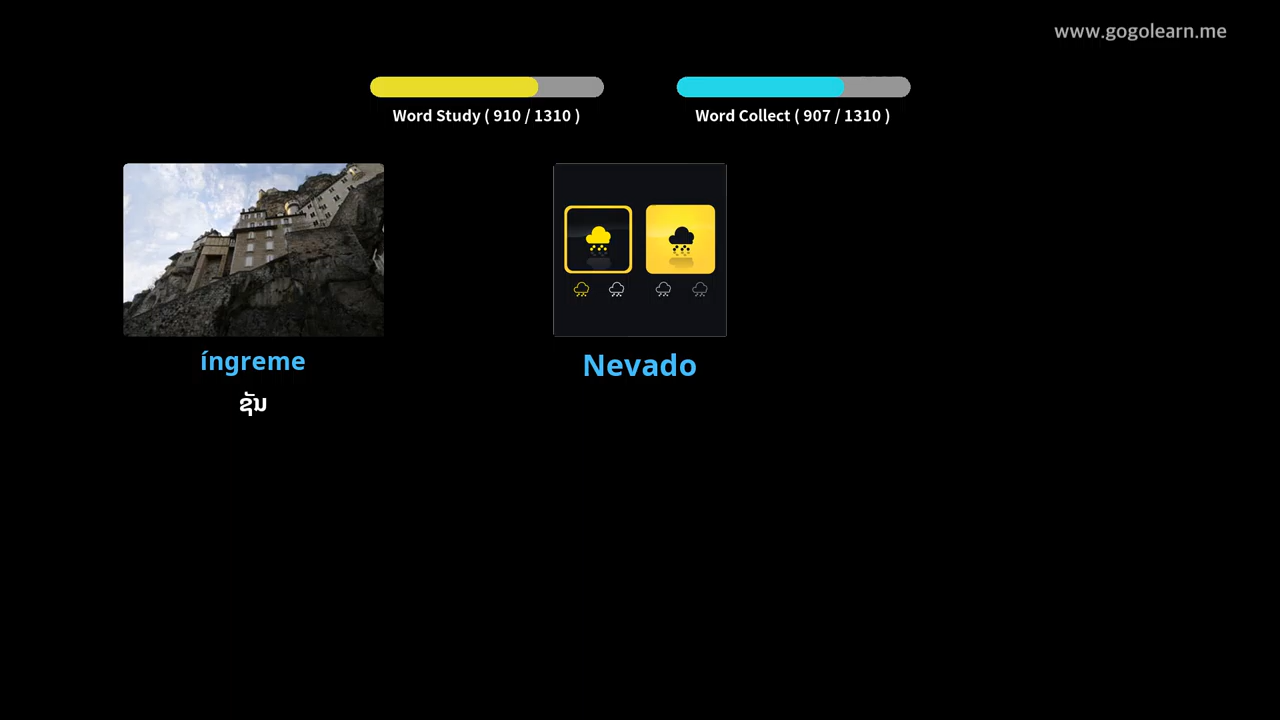 www.gogolearn.me
Word Study ( 910 / 1310 )
Word Collect ( 907 / 1310 )
íngreme
ຊັນ
Nevado